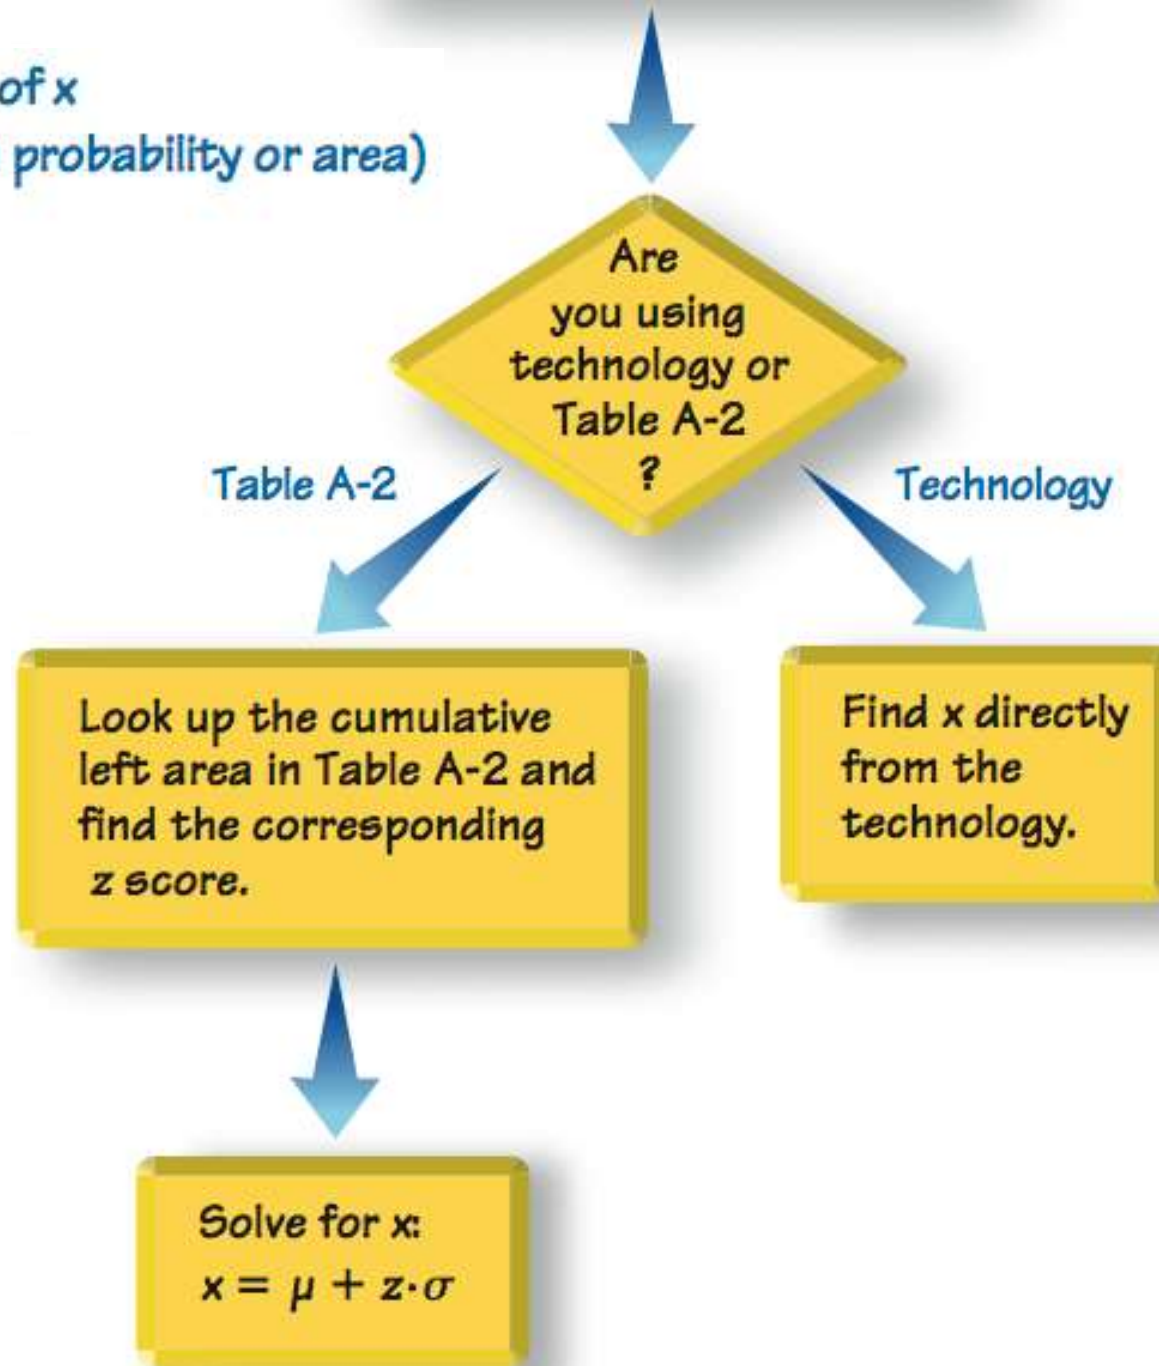 of x
probability or area)
Are
you using
technology or
Table A-2
?
Table A-2
Technology
Look up the cumulative
left area in Table A-2 and
find the corresponding
z score.
Find x directly
from the
technology.
Solve for x:
x = μ + z·σ